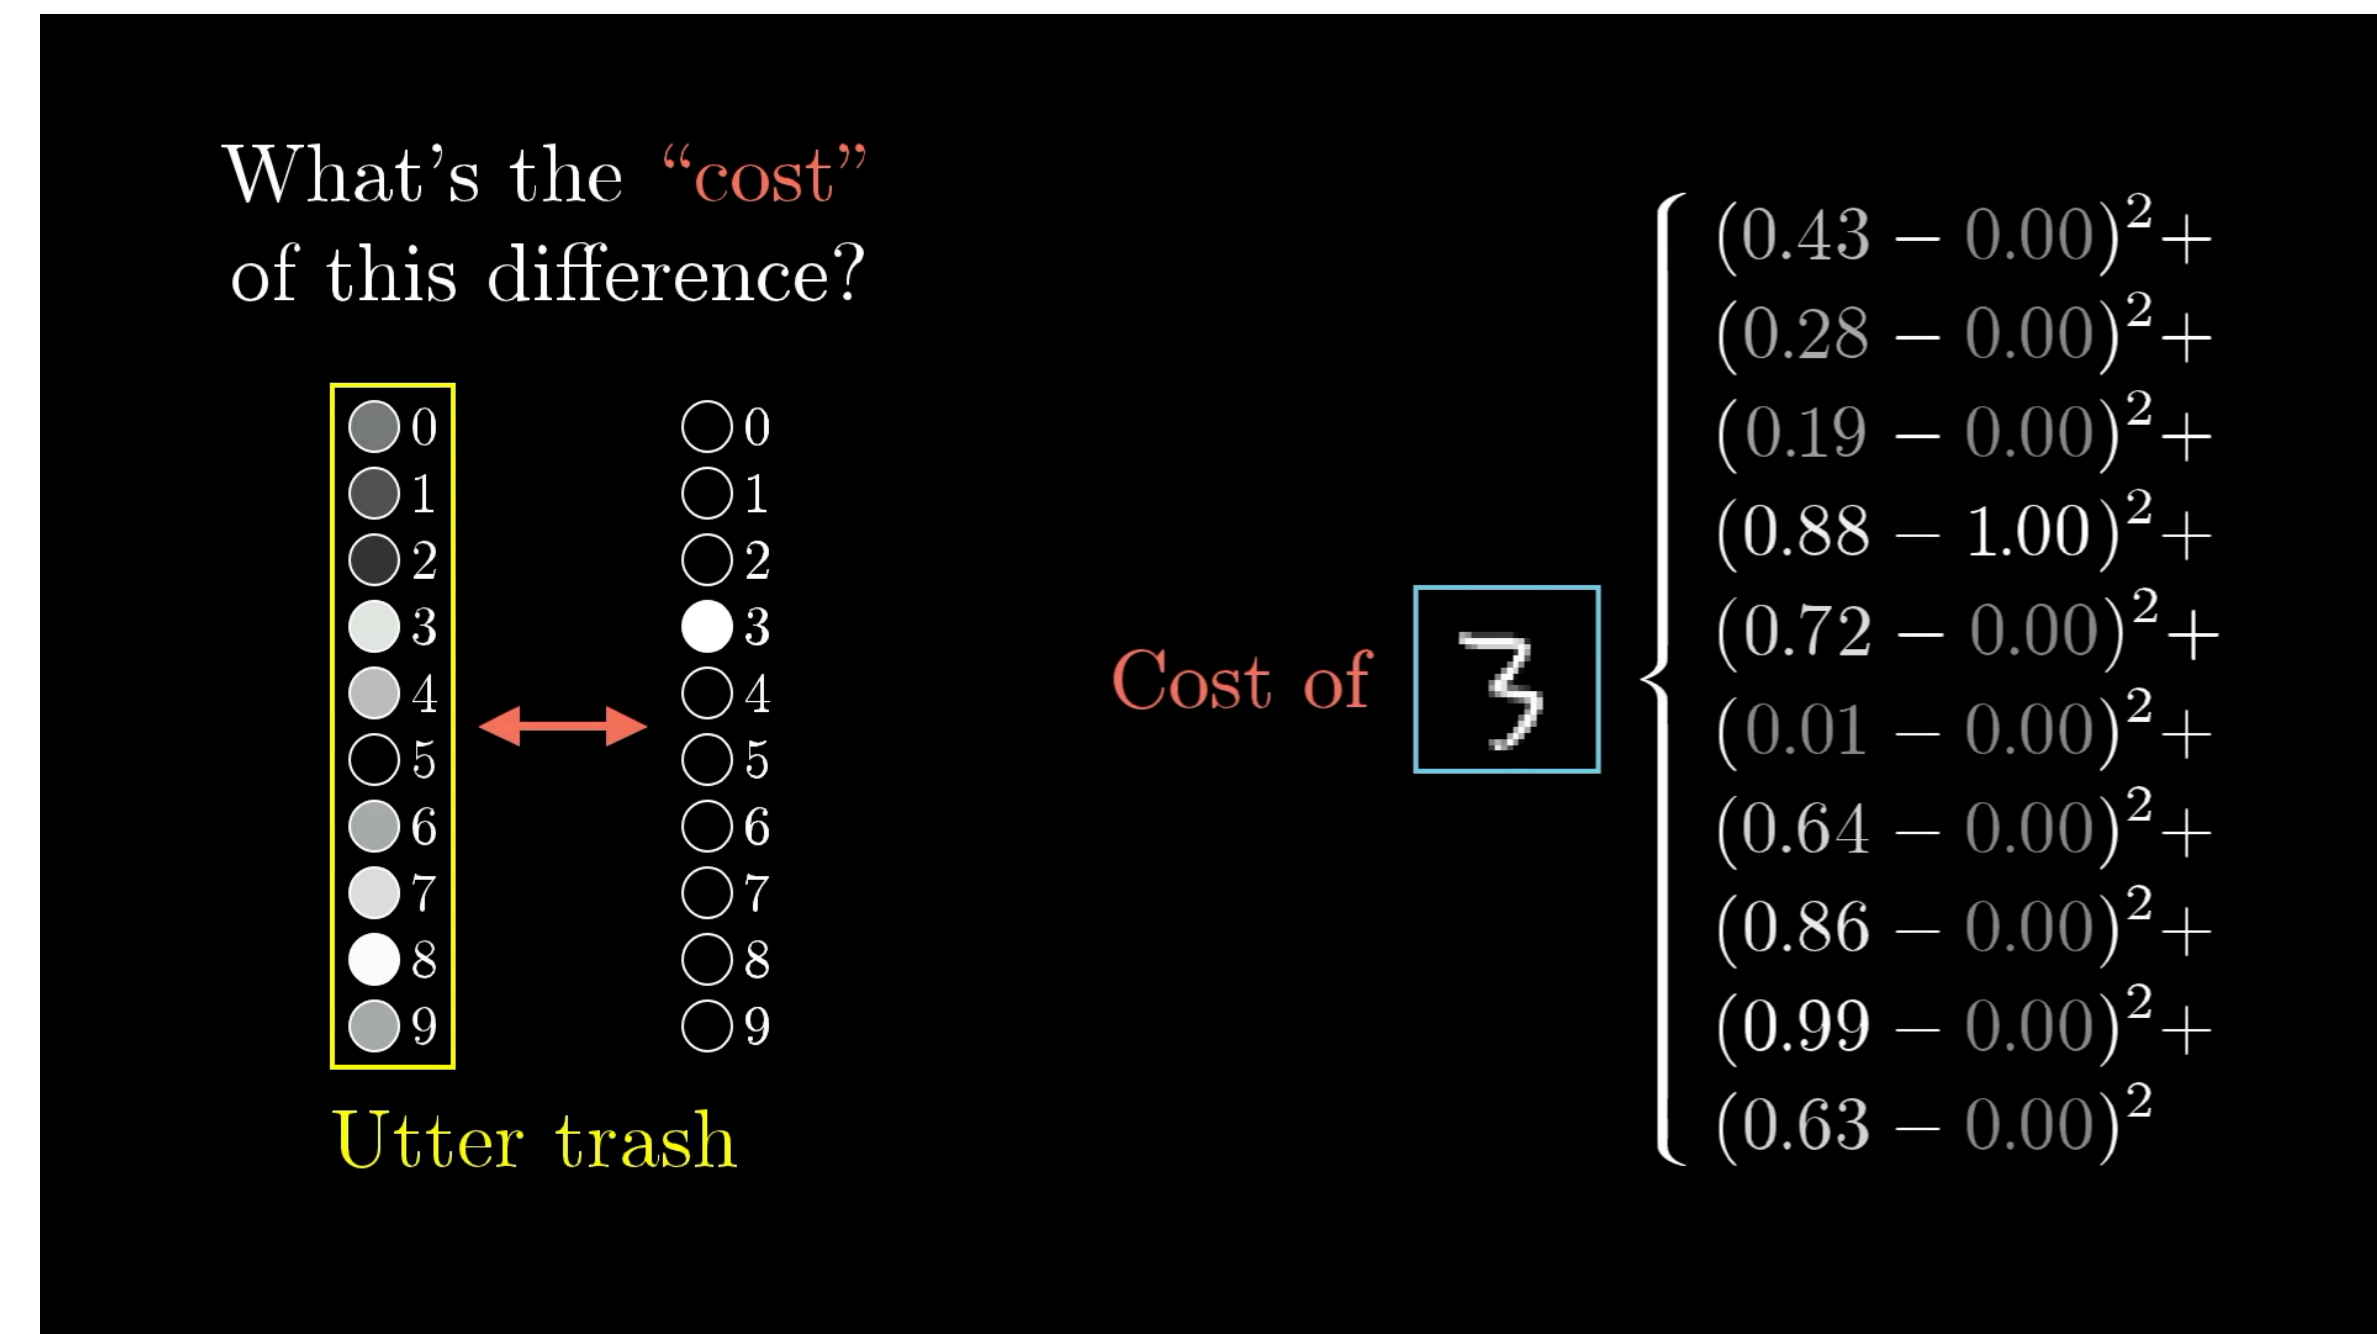 What’s the “cost”
of this difference?
0 0
1 1
2 2
3 3
4 4
5 5
6 6
7 7
8 8
9 9
Utter trash
Cost of 3
(0.43 − 0.00)²+
(0.28 − 0.00)²+
(0.19 − 0.00)²+
(0.88 − 1.00)²+
(0.72 − 0.00)²+
(0.01 − 0.00)²+
(0.64 − 0.00)²+
(0.86 − 0.00)²+
(0.99 − 0.00)²+
(0.63 − 0.00)²